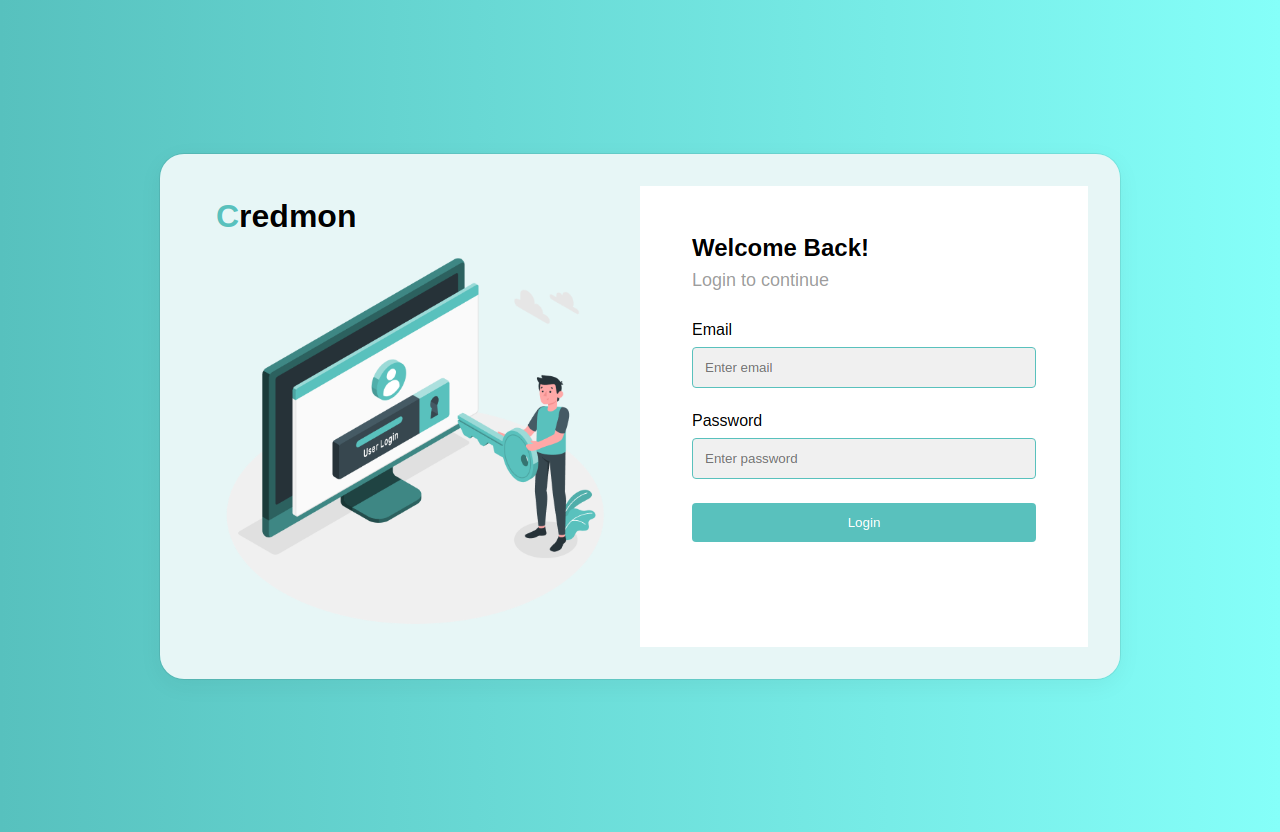 Credmon
User Login
Welcome Back!
Login to continue
Email
Enter email
Password
Enter password
Login